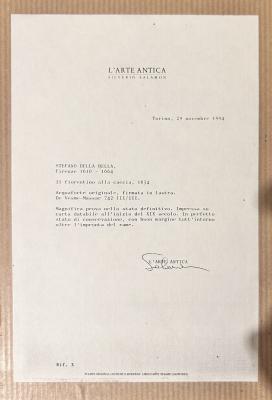 L'ARTE ANTICA
SILVERIO SALAMON
Torino, 29 novembre 1994
STEFANO DELLA BELLA,
Firenze 1610 - 1664
Il fiorentino alla caccia, 1654
Acquaforte originale, firmata in lastra.
De Vesme-Massar 742 III/III.
Magnifica prova nello stato definitivo. Impressa su
carta databile all'inizio del XIX secolo. In perfetto
stato di conservazione, con buon margine tutt'intorno
oltre l'impronta del rame.
L'ARTE ANTICA
Rif. X